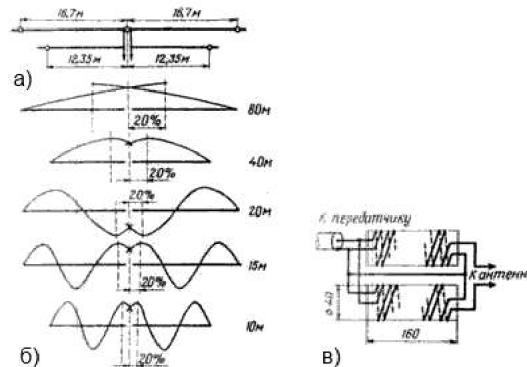 16,7м 16,7м
12,35м 12,35м
а)
80м
20%
40м
20%
20%
20м
15м
20%
10м
20%
б)
К передатчику
К антенне
ø 40
160
в)